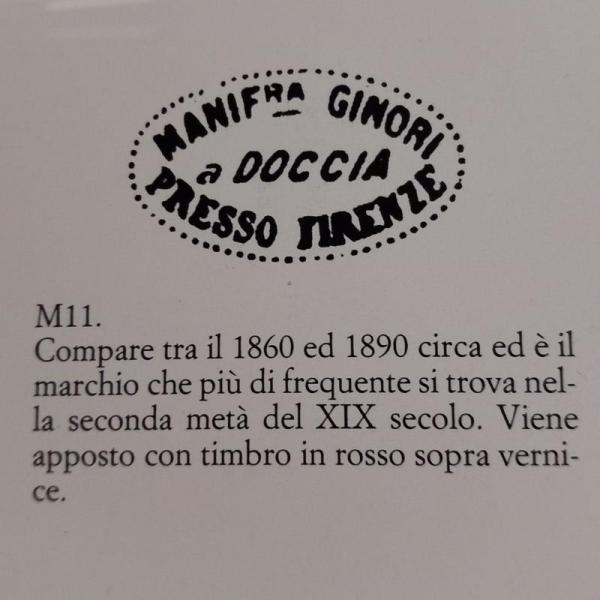 MANIFRA GINORI
a DOCCIA
PRESSO FIRENZE
M11.
Compare tra il 1860 ed 1890 circa ed è il
marchio che più di frequente si trova nel-
la seconda metà del XIX secolo. Viene
apposto con timbro in rosso sopra verni-
ce.